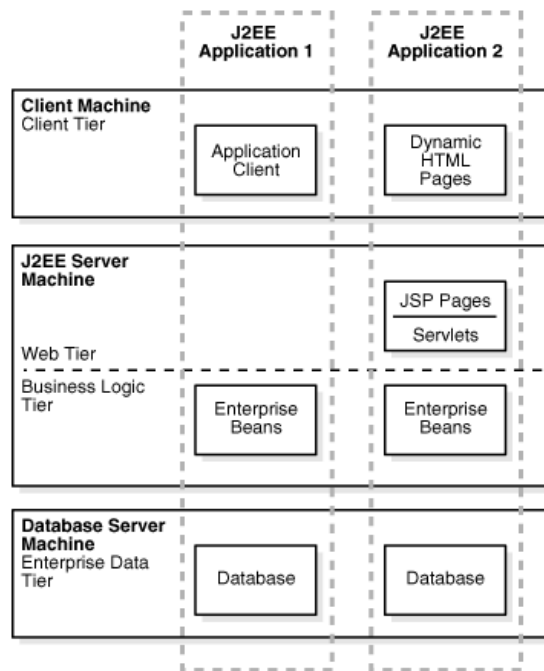 J2EE
Application 1
J2EE
Application 2
Client Machine
Client Tier
Application
Client
Dynamic
HTML
Pages
J2EE Server
Machine
JSP Pages
Servlets
Web Tier
Business Logic
Tier
Enterprise
Beans
Enterprise
Beans
Database Server
Machine
Enterprise Data
Tier
Database
Database